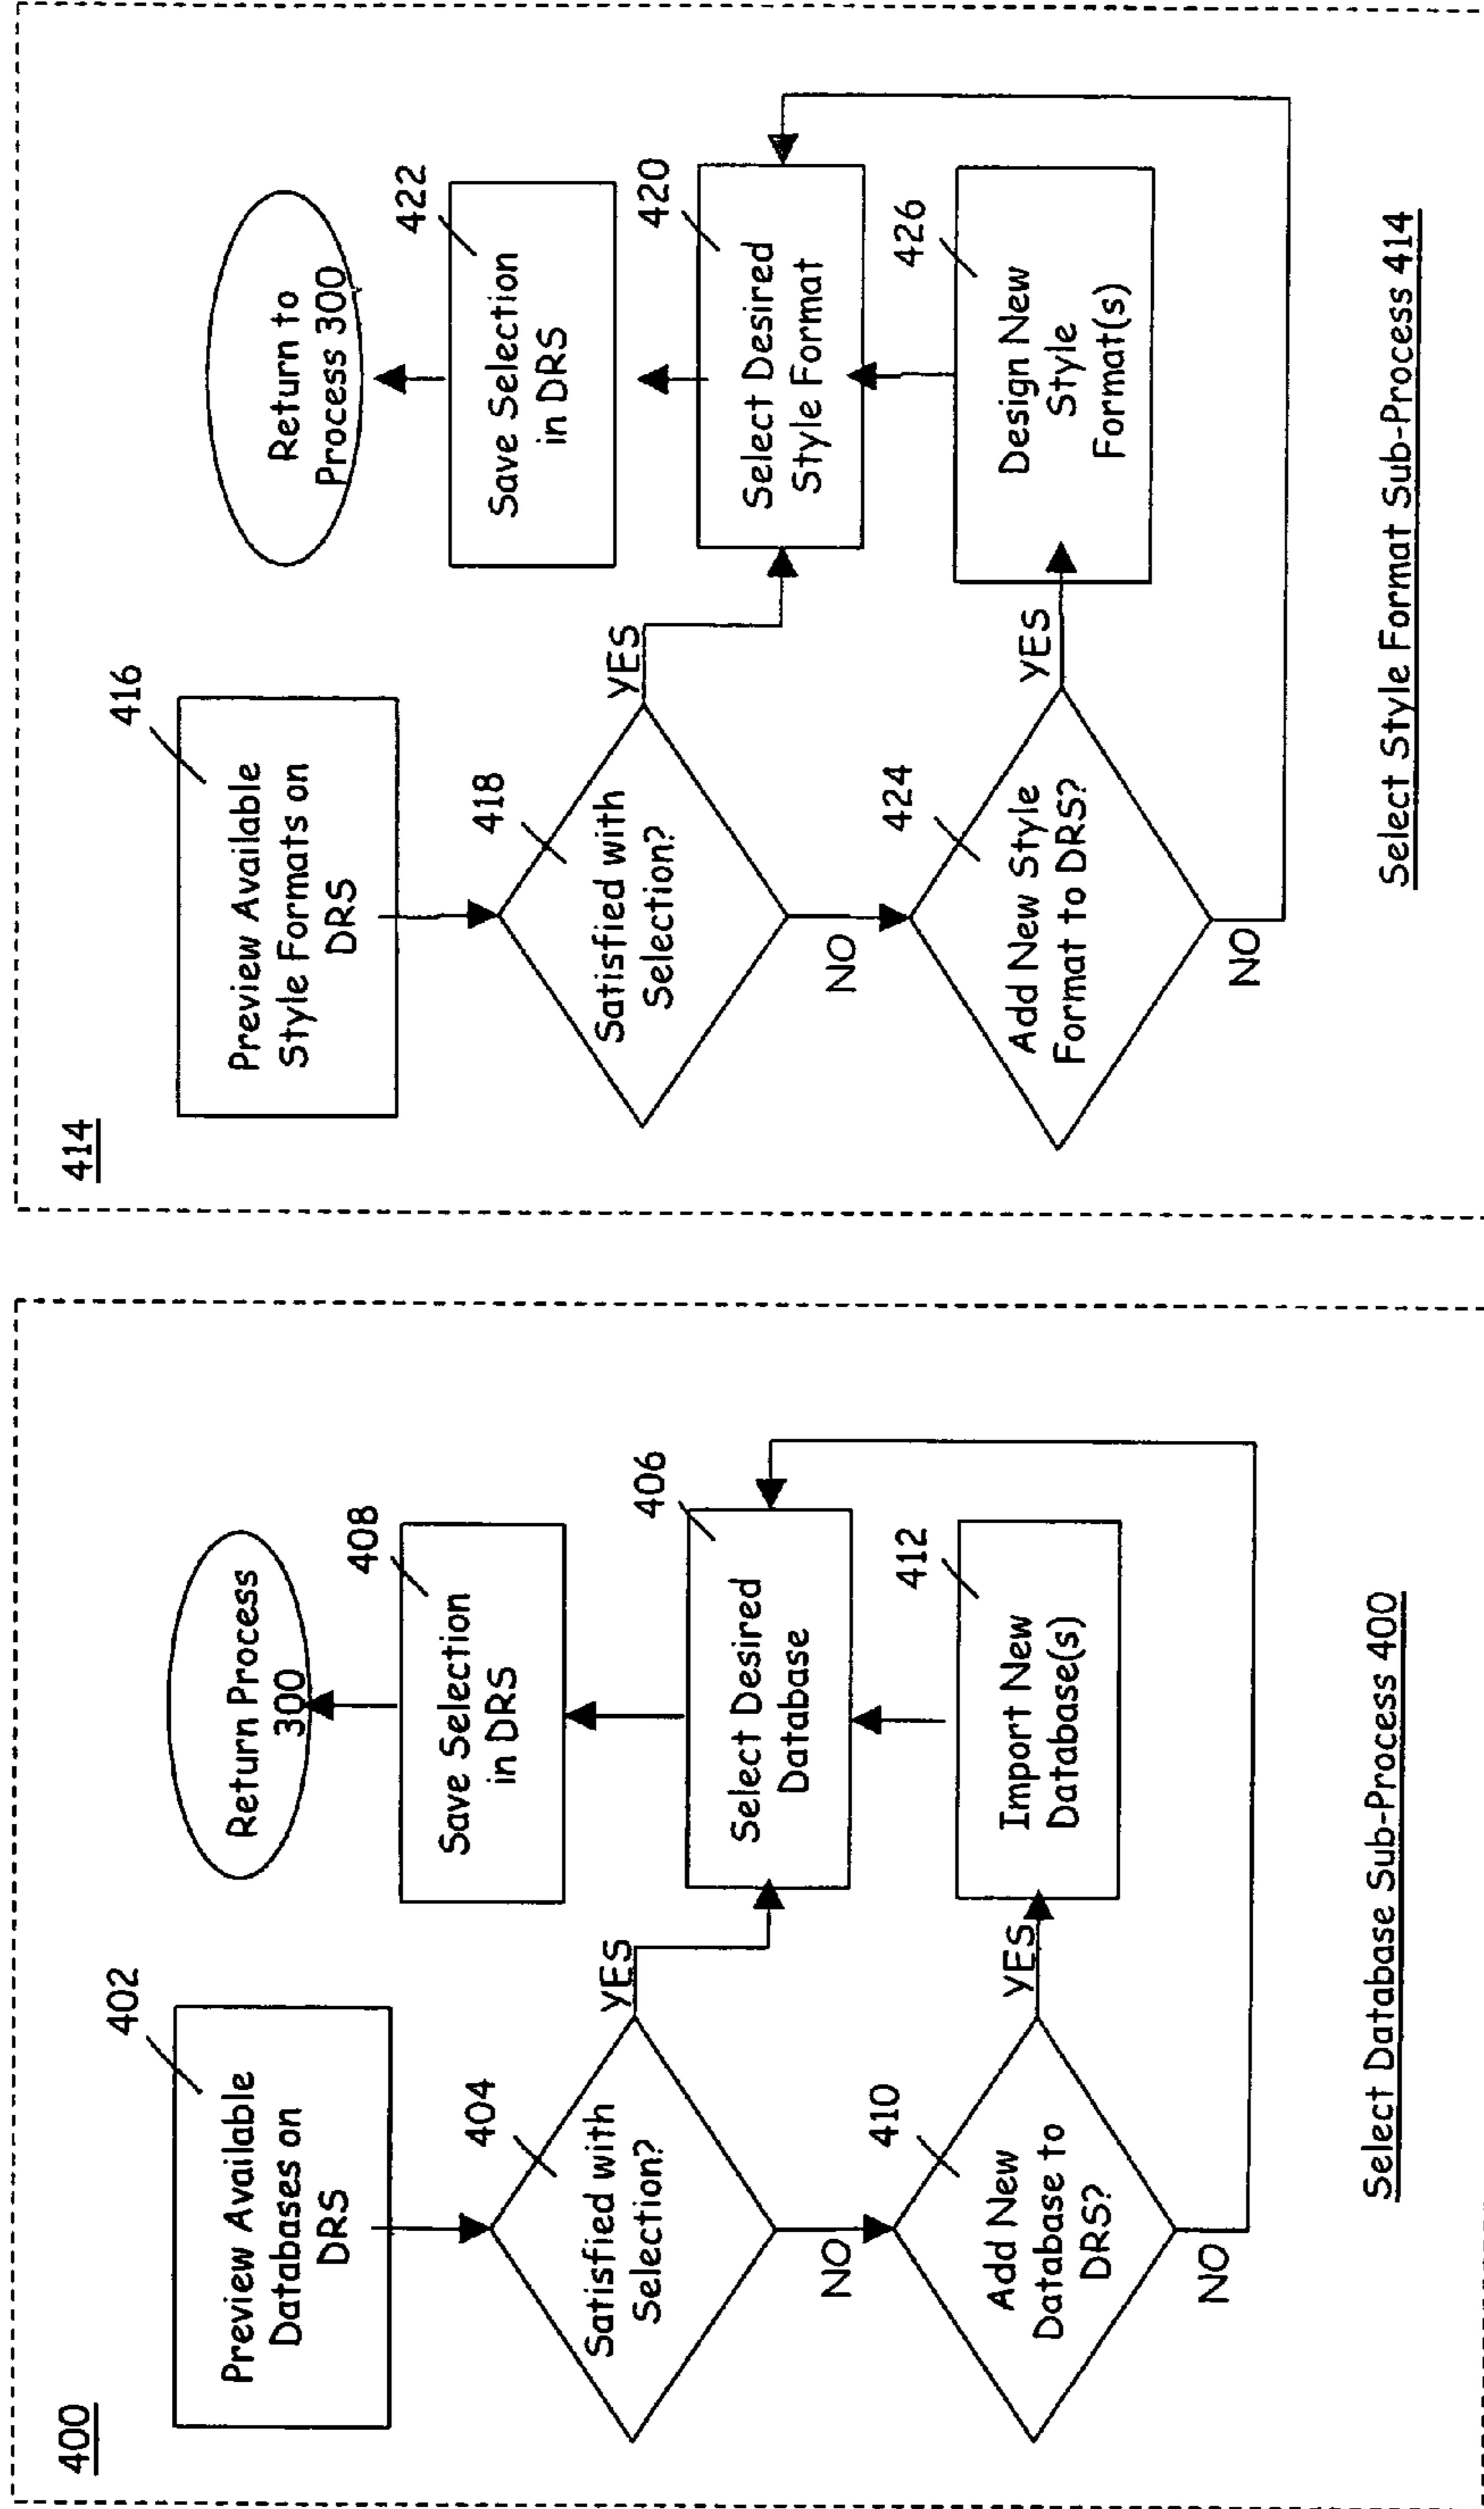 400
402
Preview Available
Databases on
DRS
404
Satisfied with
Selection?
YES
NO
410
Add New
Database to
DRS?
YES
NO
Return Process
300
408
Save Selection
in DRS
406
Select Desired
Database
412
Import New
Database(s)
Select Database Sub-Process 400
414
416
Preview Available
Style Formats on
DRS
418
Satisfied with
Selection?
YES
NO
424
Add New Style
Format to DRS?
YES
NO
Return to
Process 300
422
Save Selection
in DRS
420
Select Desired
Style Format
426
Design New
Style
Format(s)
Select Style Format Sub-Process 414